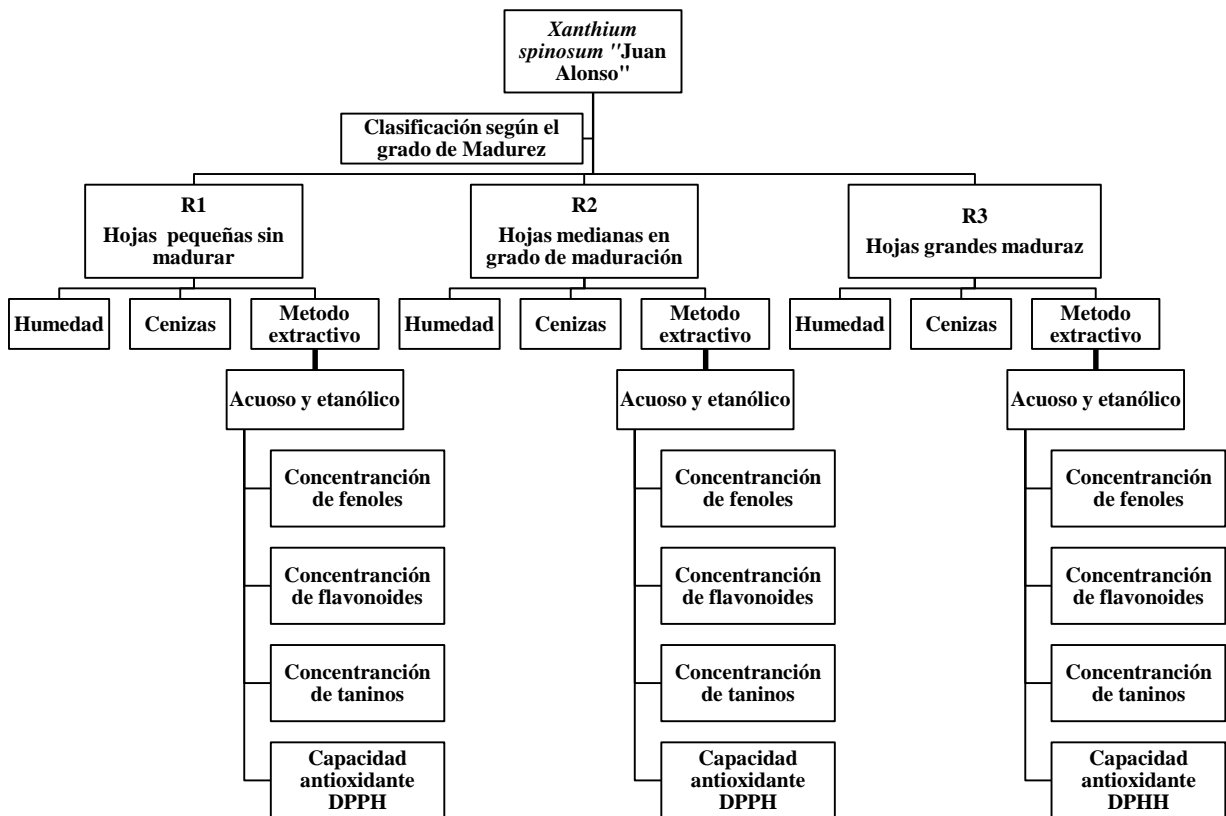 Xanthium
spinosum "Juan
Alonso"
Clasificación según el
grado de Madurez
R1
Hojas pequeñas sin
madurar
R2
Hojas medianas en
grado de maduración
R3
Hojas grandes maduraz
Humedad
Cenizas
Metodo
extractivo
Humedad
Cenizas
Metodo
extractivo
Humedad
Cenizas
Metodo
extractivo
Acuoso y etanólico
Acuoso y etanólico
Acuoso y etanólico
Concentranción
de fenoles
Concentranción
de fenoles
Concentranción
de fenoles
Concentranción
de flavonoides
Concentranción
de flavonoides
Concentranción
de flavonoides
Concentranción
de taninos
Concentranción
de taninos
Concentranción
de taninos
Capacidad
antioxidante
DPPH
Capacidad
antioxidante
DPPH
Capacidad
antioxidante
DPHH